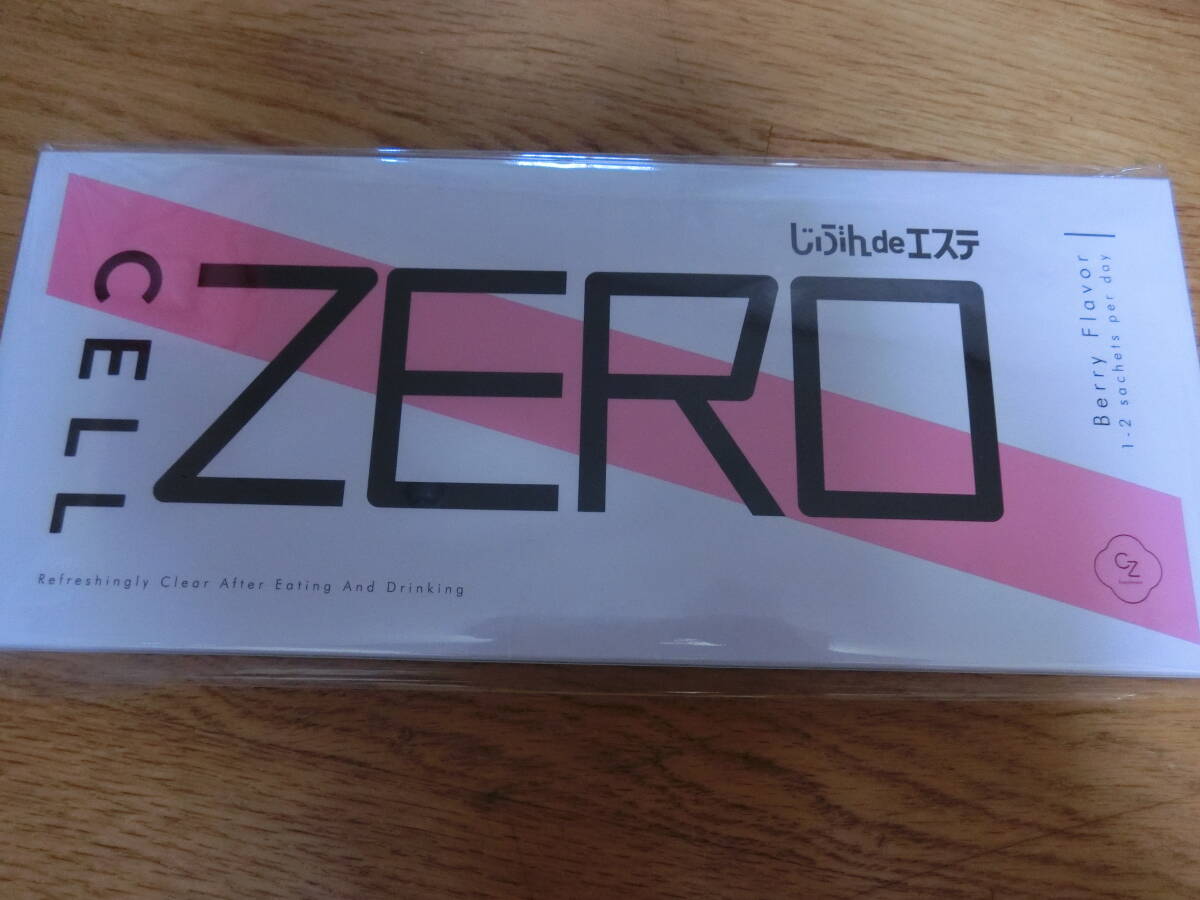 CELL
ZERO
じぶんdeエステ
Berry Flavor
1-2 sachets per day
Refreshingly Clear After Eating And Drinking
CZ
Supplement